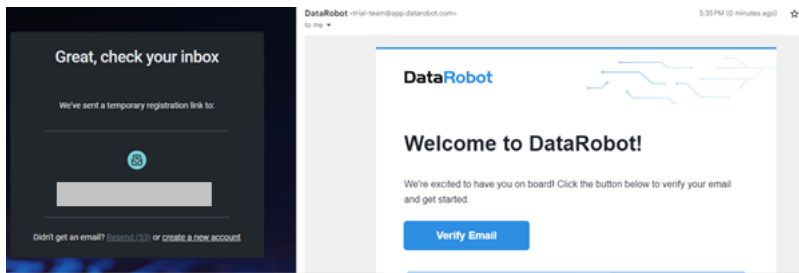 Great, check your inbox
We've sent a temporary registration link to:
Didn't get an email? Resend (53) or create a new account
DataRobot <trial-team@app.datarobot.com>
5:35 PM (0 minutes ago)
to me
DataRobot
Welcome to DataRobot!
We're excited to have you on board! Click the button below to verify your email
and get started.
Verify Email